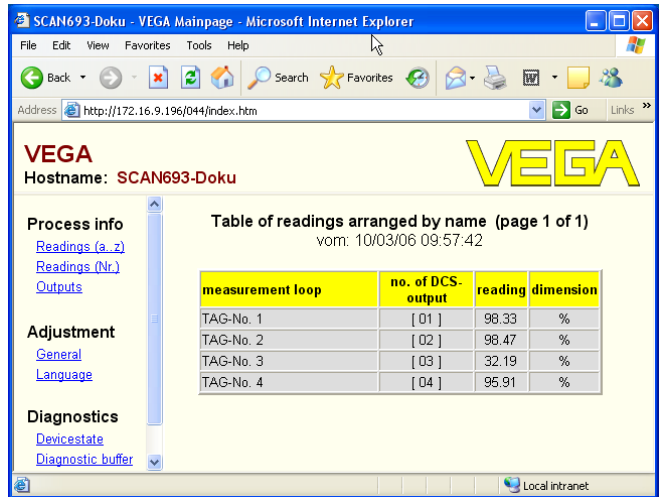 SCAN693-Doku - VEGA Mainpage - Microsoft Internet Explorer
File Edit View Favorites Tools Help
Back Search Favorites
Address http://172.16.9.196/044/index.htm Go Links »
VEGA
Hostname: SCAN693-Doku
VEGA
Process info
Readings (a..z)
Readings (Nr.)
Outputs
Adjustment
General
Language
Diagnostics
Devicestate
Diagnostic buffer
Table of readings arranged by name (page 1 of 1)
vom: 10/03/06 09:57:42
measurement loop no. of DCS-output reading dimension
TAG-No. 1 [ 01 ] 98.33 %
TAG-No. 2 [ 02 ] 98.47 %
TAG-No. 3 [ 03 ] 32.19 %
TAG-No. 4 [ 04 ] 95.91 %
Local intranet